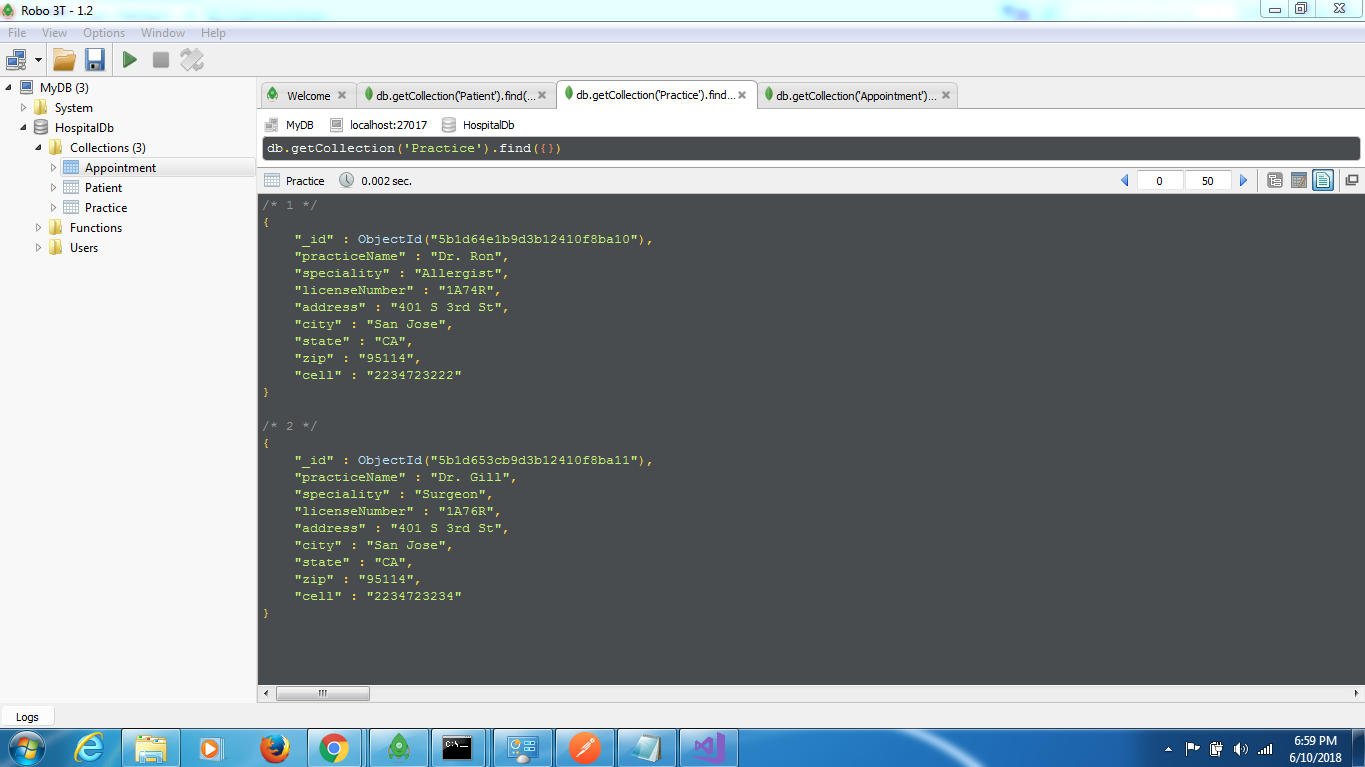 Robo 3T - 1.2
File View Options Window Help
MyDB (3)
System
HospitalDb
Collections (3)
Appointment
Patient
Practice
Functions
Users
Welcome
db.getCollection('Patient').find(...
db.getCollection('Practice').find...
db.getCollection('Appointment')...
MyDB localhost:27017 HospitalDb
db.getCollection('Practice').find({})
Practice 0.002 sec. 0 50
/* 1 */
{
"_id" : ObjectId("5b1d64e1b9d3b12410f8ba10"),
"practiceName" : "Dr. Ron",
"speciality" : "Allergist",
"licenseNumber" : "1A74R",
"address" : "401 S 3rd St",
"city" : "San Jose",
"state" : "CA",
"zip" : "95114",
"cell" : "2234723222"
}
/* 2 */
{
"_id" : ObjectId("5b1d653cb9d3b12410f8ba11"),
"practiceName" : "Dr. Gill",
"speciality" : "Surgeon",
"licenseNumber" : "1A76R",
"address" : "401 S 3rd St",
"city" : "San Jose",
"state" : "CA",
"zip" : "95114",
"cell" : "2234723234"
}
Logs
C:\
6:59 PM
6/10/2018